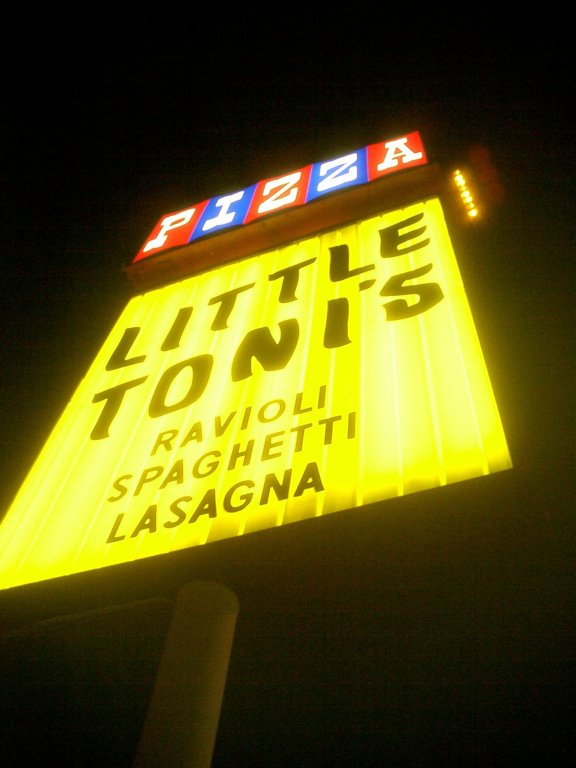 PIZZA
LITTLE
TONI'S
RAVIOLI
SPAGHETTI
LASAGNA